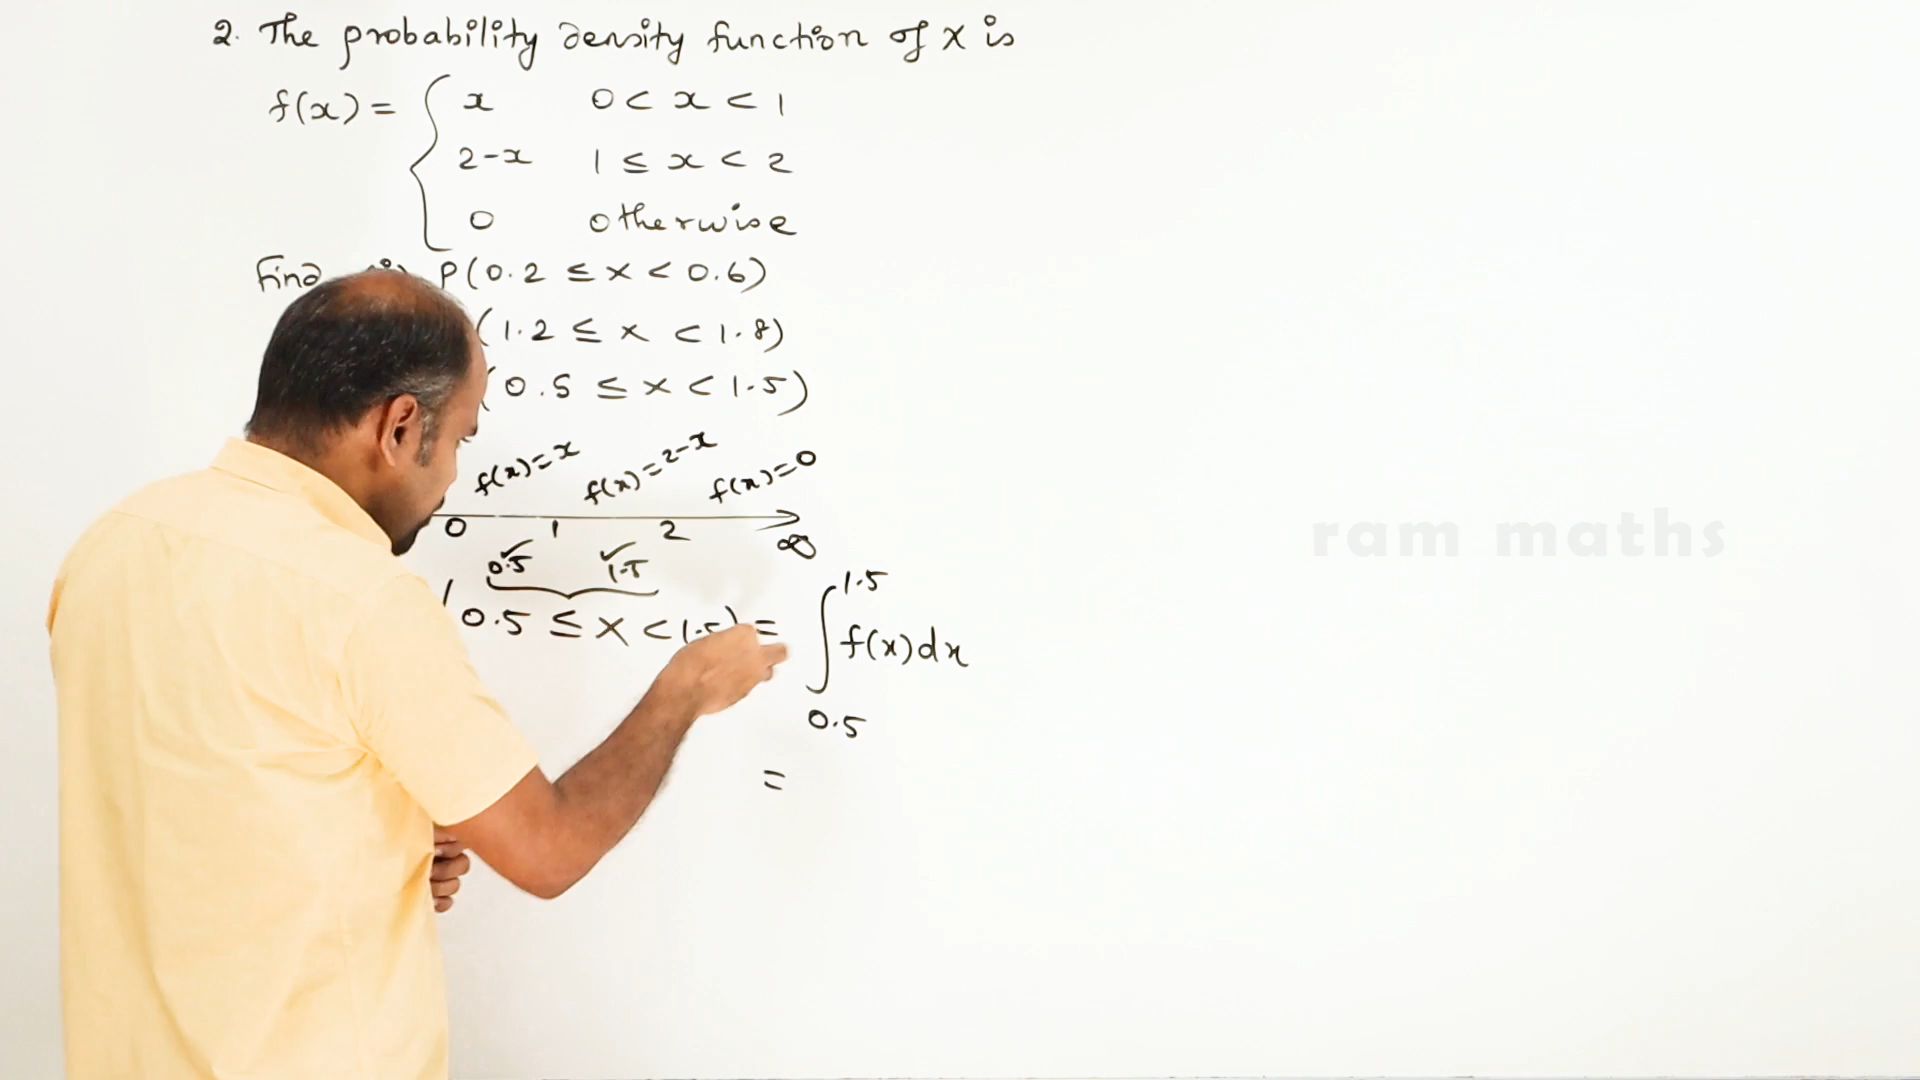 2. The probability density function of X is
f(x) = { x 0 < x < 1
2-x 1 ≤ x < 2
0 otherwise
Find P(0.2 ≤ X < 0.6)
(1.2 ≤ X < 1.8)
(0.5 ≤ X < 1.5)
f(x)=x f(x)=2-x f(x)=0
0 1 2 ∞
✓ ✓
0.5 1.5
(0.5 ≤ X < 1.5) = ∫ f(x)dx
1.5
0.5
=
ram maths